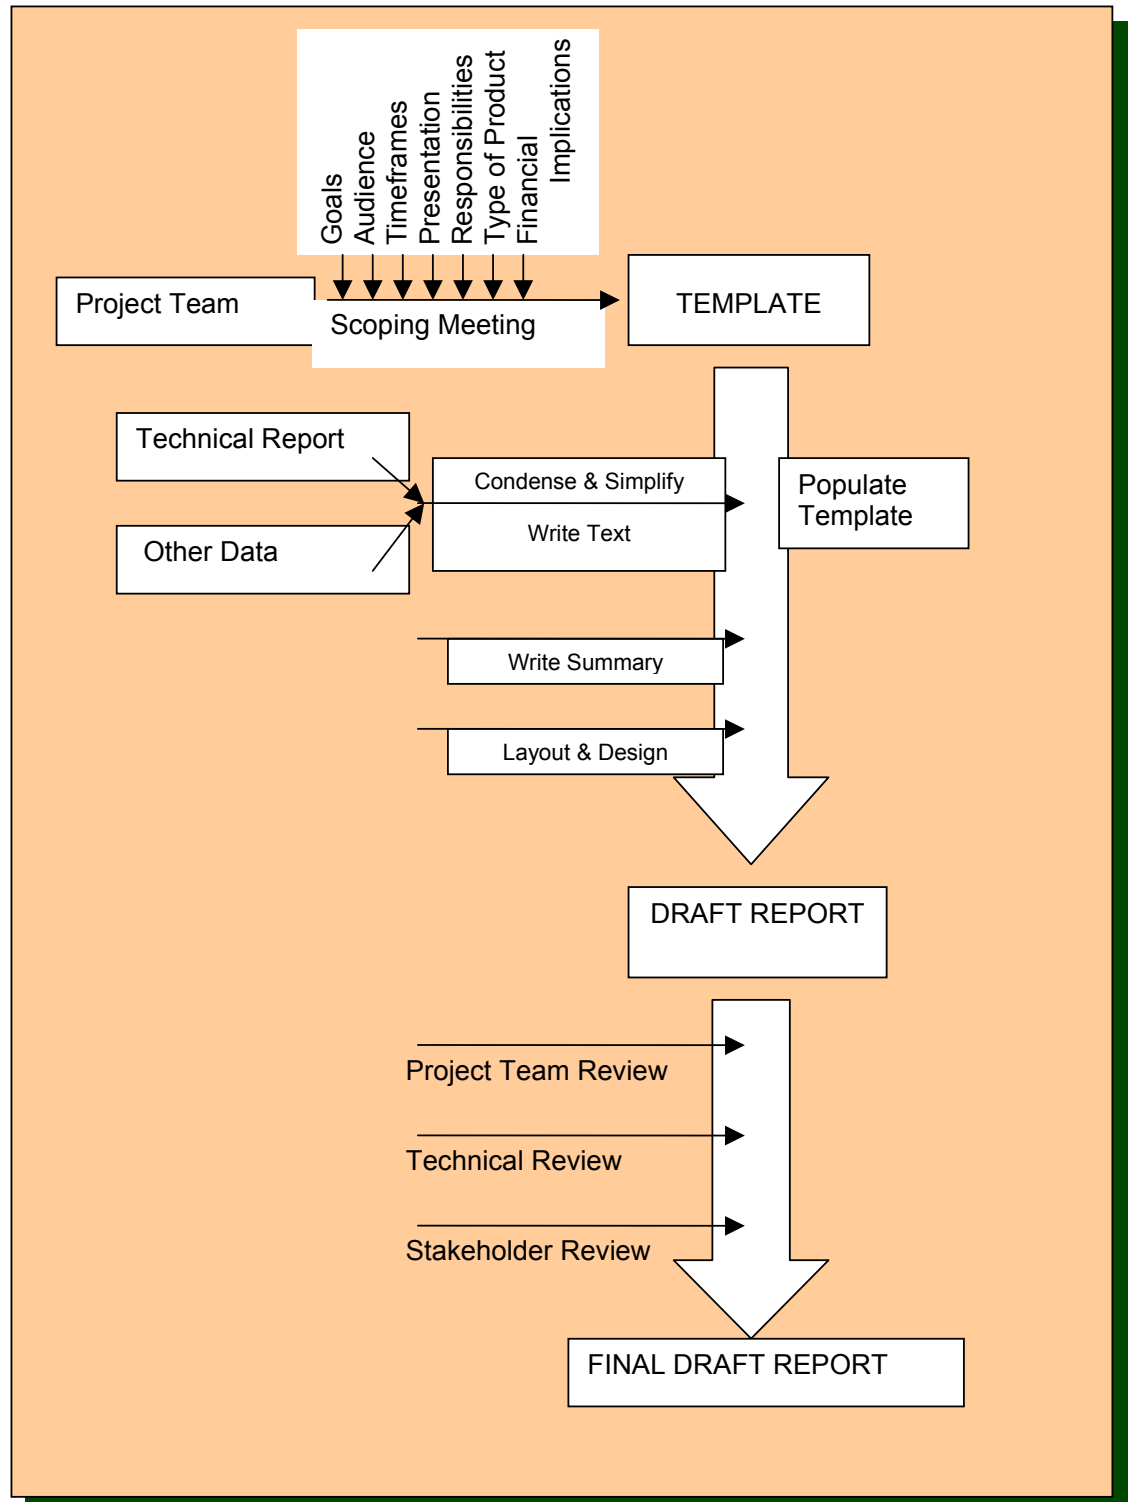 Goals
Audience
Timeframes
Presentation
Responsibilities
Type of Product
Financial
Implications
Project Team
Scoping Meeting
TEMPLATE
Technical Report
Condense & Simplify
Write Text
Populate
Template
Other Data
Write Summary
Layout & Design
DRAFT REPORT
Project Team Review
Technical Review
Stakeholder Review
FINAL DRAFT REPORT